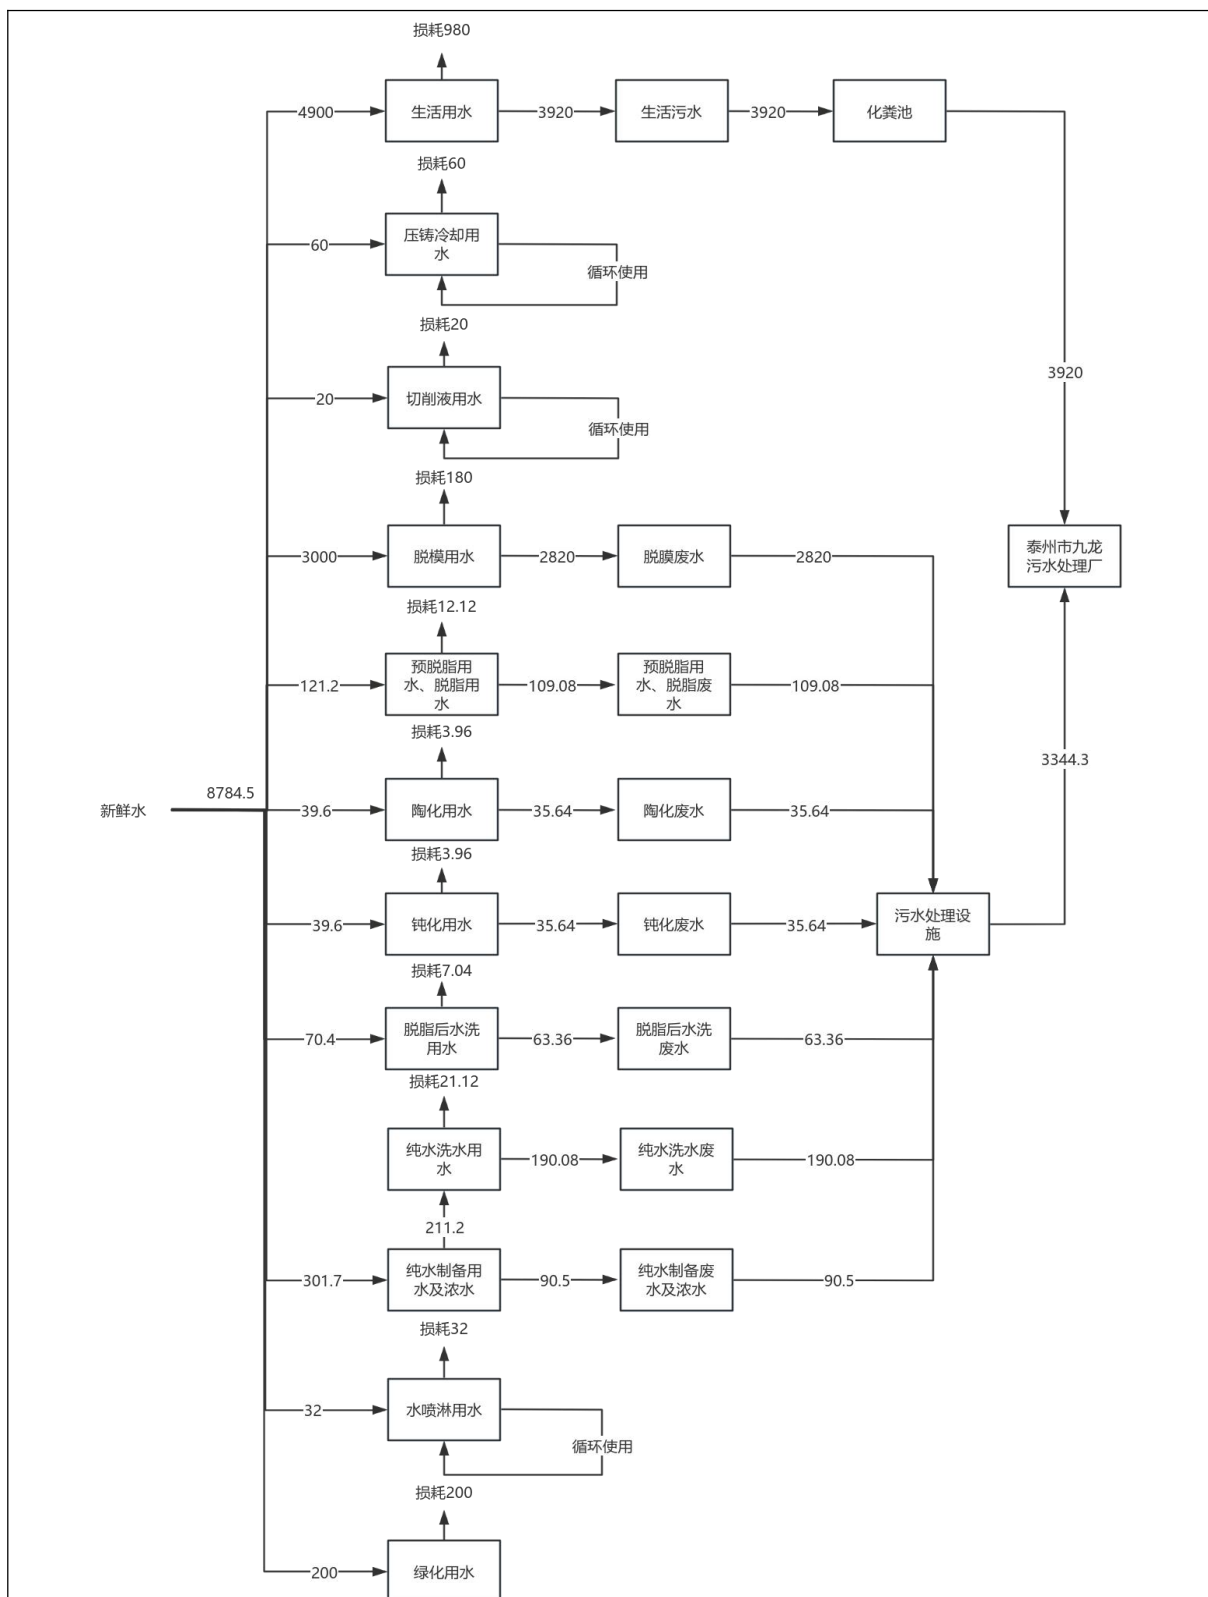 损耗980
4900
生活用水
3920
生活污水
3920
化粪池
损耗60
60
压铸冷却用
水
循环使用
损耗20
20
切削液用水
循环使用
3920
损耗180
3000
脱模用水
2820
脱膜废水
2820
泰州市九龙
污水处理厂
损耗12.12
121.2
预脱脂用
水、脱脂用
水
109.08
预脱脂用
水、脱脂废
水
109.08
损耗3.96
3344.3
新鲜水
8784.5
39.6
陶化用水
35.64
陶化废水
35.64
损耗3.96
39.6
钝化用水
35.64
钝化废水
35.64
污水处理设
施
损耗7.04
70.4
脱脂后水洗
用水
63.36
脱脂后水洗
废水
63.36
损耗21.12
纯水洗水用
水
190.08
纯水洗水废
水
190.08
211.2
301.7
纯水制备用
水及浓水
90.5
纯水制备废
水及浓水
90.5
损耗32
32
水喷淋用水
循环使用
损耗200
200
绿化用水